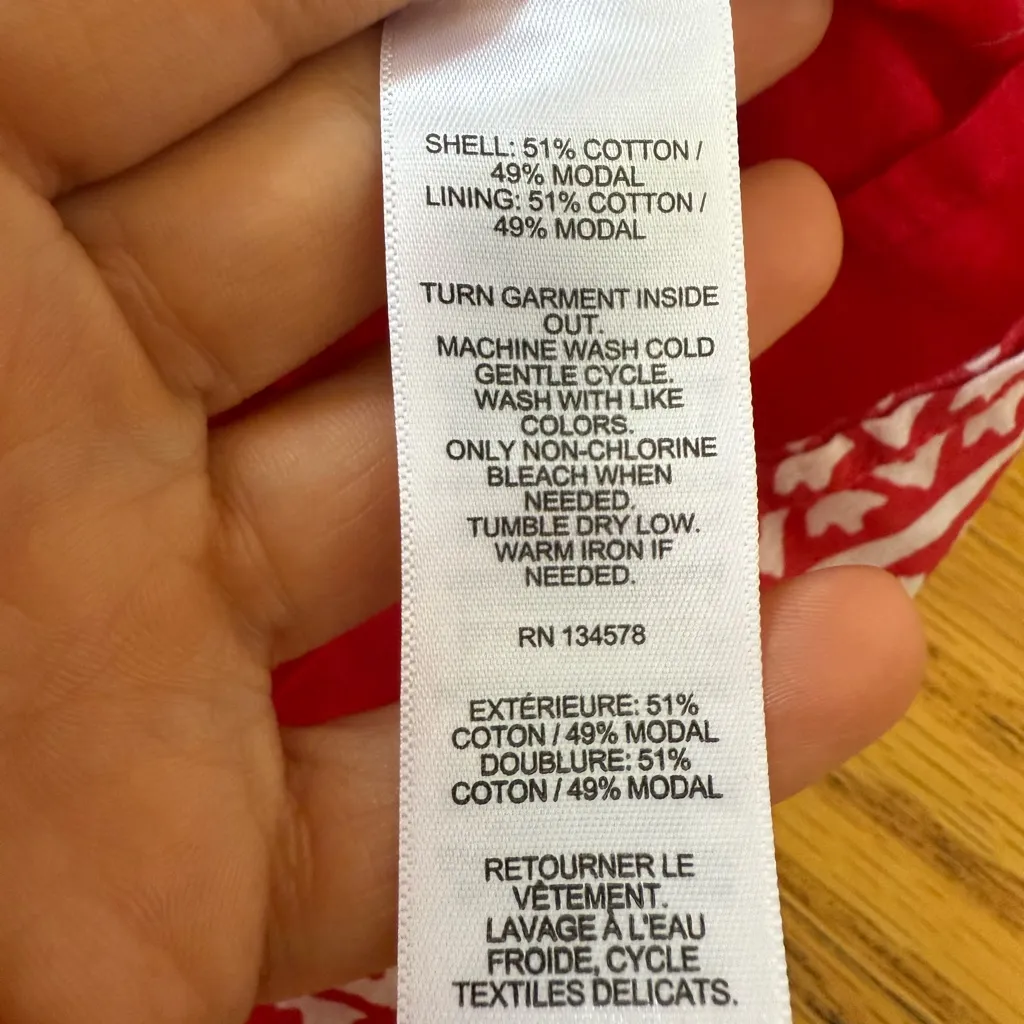 SHELL: 51% COTTON /
49% MODAL
LINING: 51% COTTON /
49% MODAL
TURN GARMENT INSIDE
OUT.
MACHINE WASH COLD
GENTLE CYCLE.
WASH WITH LIKE
COLORS.
ONLY NON-CHLORINE
BLEACH WHEN
NEEDED.
TUMBLE DRY LOW.
WARM IRON IF
NEEDED.
RN 134578
EXTÉRIEURE: 51%
COTON / 49% MODAL
DOUBLURE: 51%
COTON / 49% MODAL
RETOURNER LE
VÊTEMENT.
LAVAGE À L'EAU
FROIDE, CYCLE
TEXTILES DELICATS.